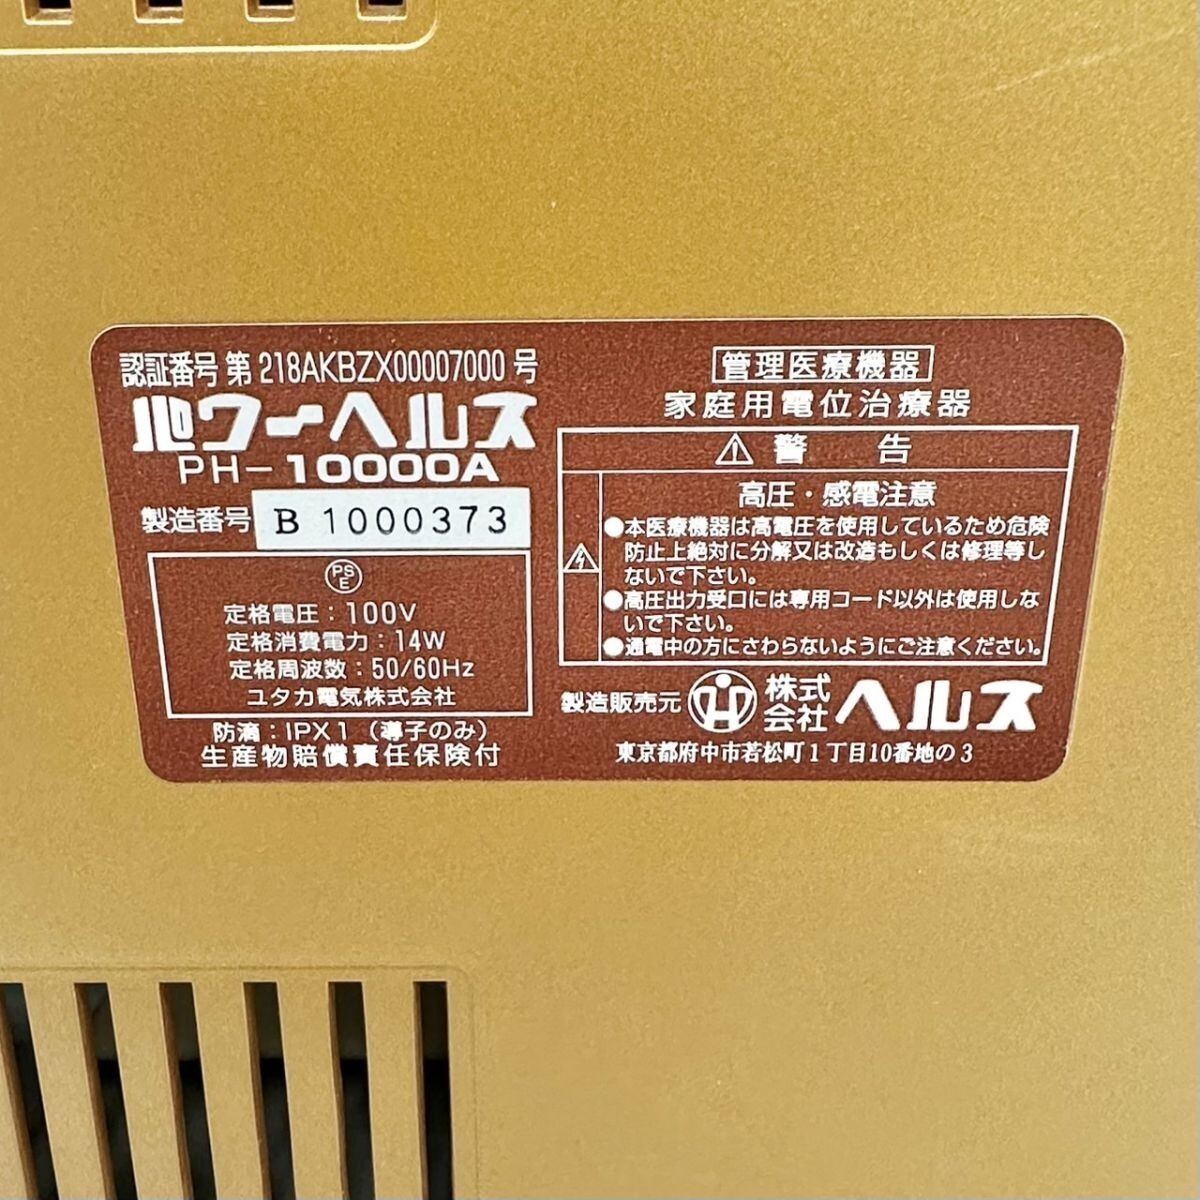 認証番号 第 218AKBZX00007000 号
パワーヘルス
PH-10000A
製造番号 B 1000373
PSE
定格電圧：100V
定格消費電力：14W
定格周波数：50/60Hz
ユタカ電気株式会社
防滴：IPX1（導子のみ）
生産物賠償責任保険付
管理医療機器
家庭用電位治療器
警 告
高圧・感電注意
●本医療機器は高電圧を使用しているため危険
防止上絶対に分解又は改造もしくは修理等し
ないで下さい。
●高圧出力受口には専用コード以外は使用しな
いで下さい。
●通電中の方にさわらないようにご注意ください。
製造販売元 株式会社 ヘルス
東京都府中市若松町1丁目10番地の3